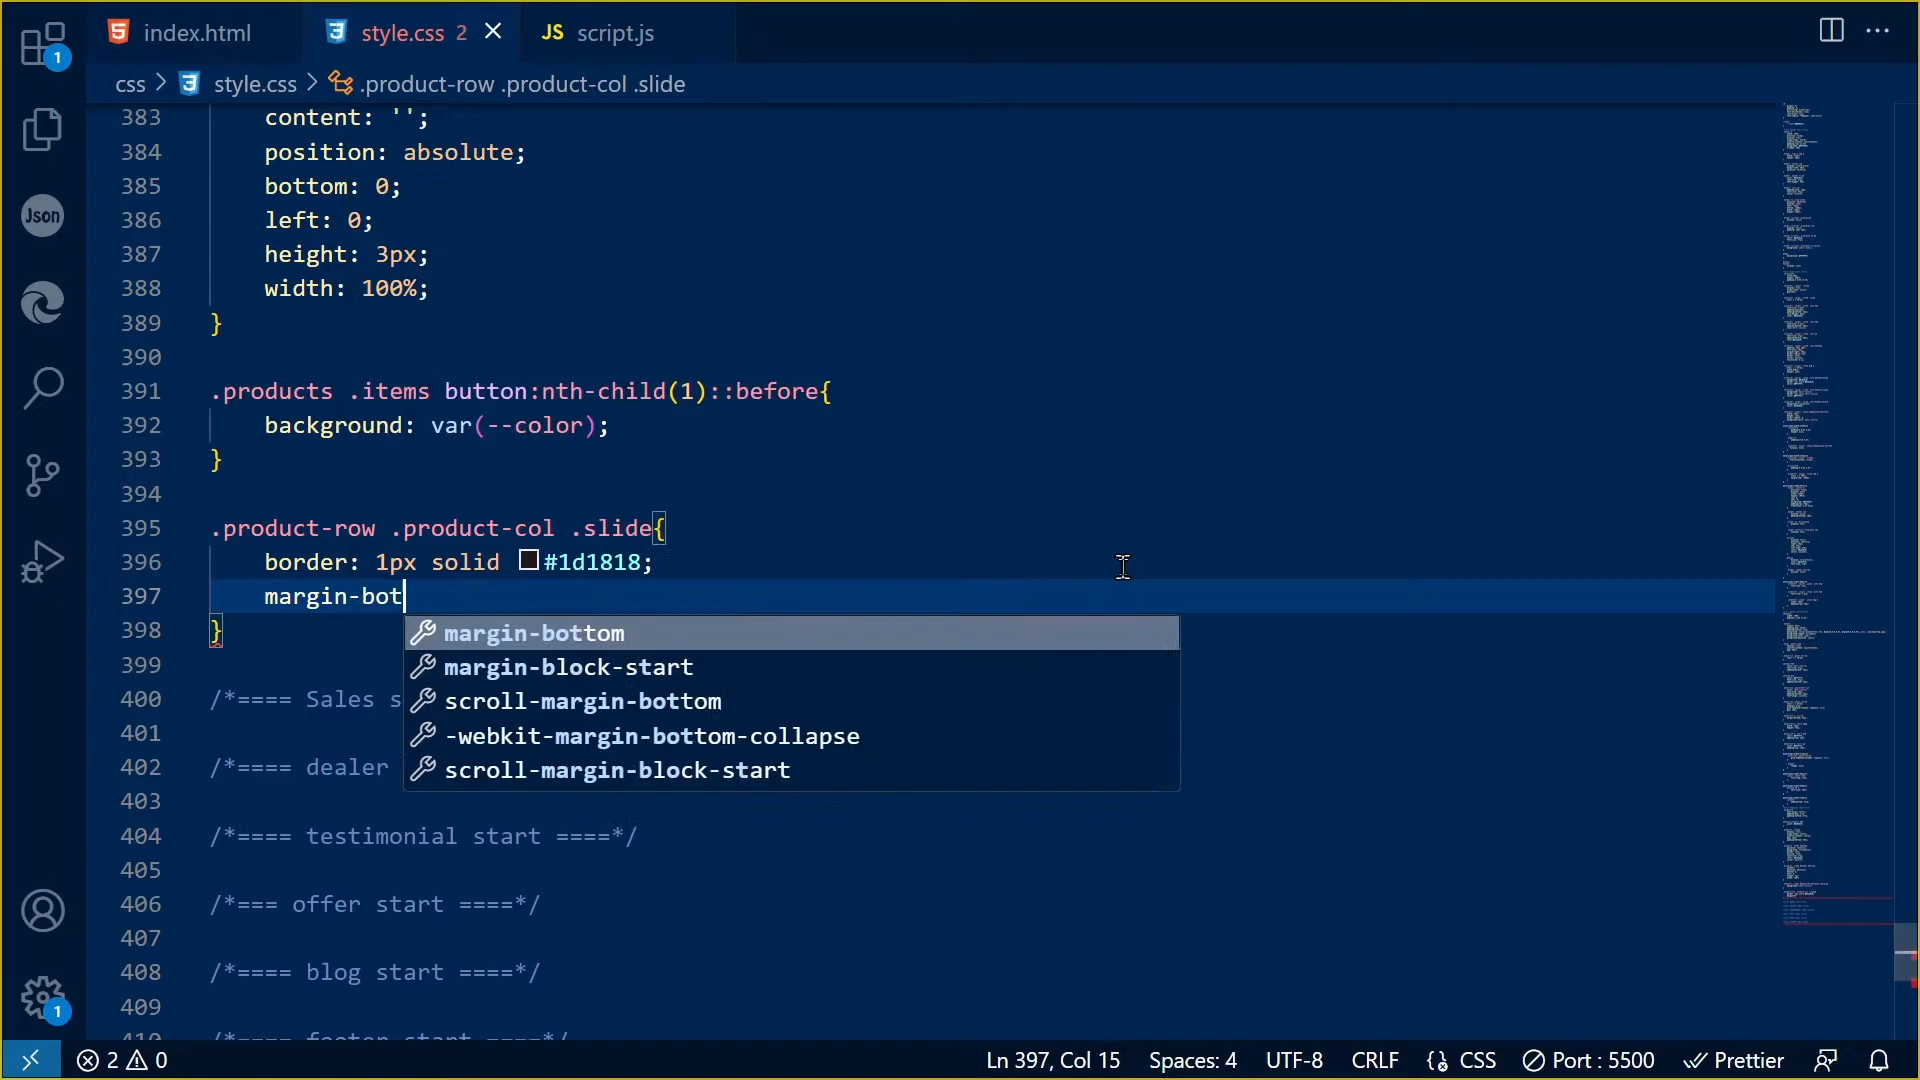 index.html
style.css 2
JS script.js
css > style.css > .product-row .product-col .slide
1
Json
383 content: '';
384 position: absolute;
385 bottom: 0;
386 left: 0;
387 height: 3px;
388 width: 100%;
389 }
390
391 .products .items button:nth-child(1)::before{
392 background: var(--color);
393 }
394
395 .product-row .product-col .slide{
396 border: 1px solid #1d1818;
397 margin-bot
398 }
margin-bottom
margin-block-start
scroll-margin-bottom
-webkit-margin-bottom-collapse
scroll-margin-block-start
399
400 /*==== Sales s
401
402 /*==== dealer
403
404 /*==== testimonial start ====*/
405
406 /*=== offer start ====*/
407
408 /*==== blog start ====*/
409
410 /*==== footer start ====*/
1
2 0
Ln 397, Col 15 Spaces: 4 UTF-8 CRLF CSS Port : 5500 Prettier